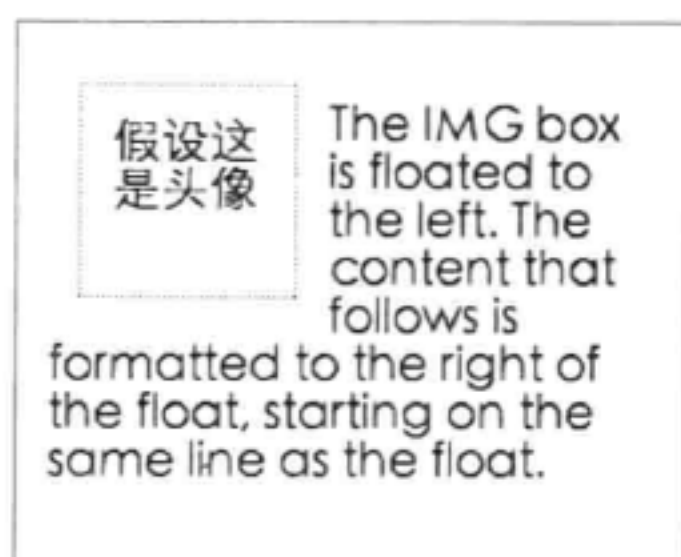 假设这
是头像
The IMG box
is floated to
the left. The
content that
follows is
formatted to the right of
the float, starting on the
same line as the float.